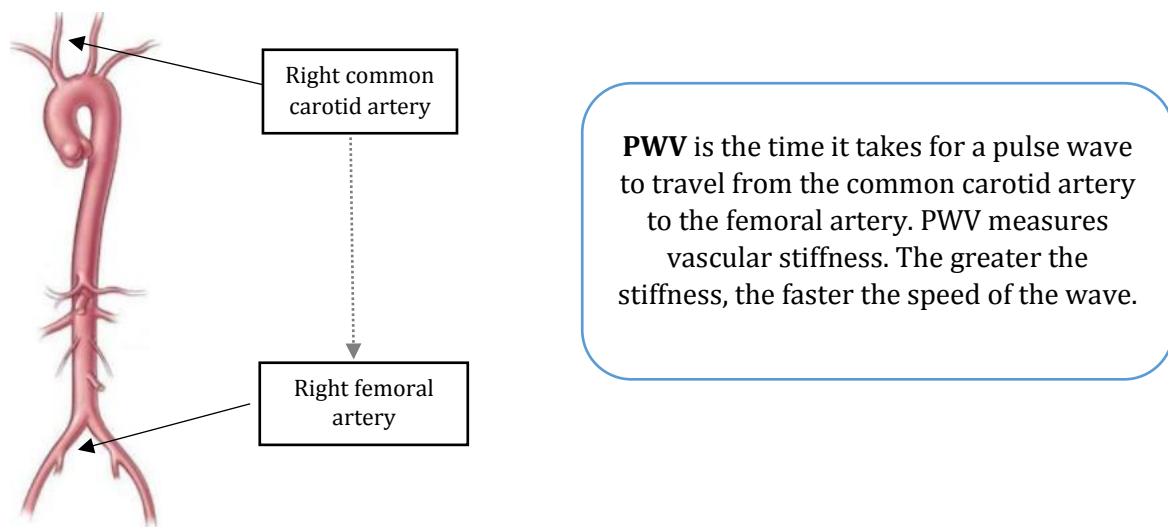 Right common
carotid artery
Right femoral
artery
PWV is the time it takes for a pulse wave
to travel from the common carotid artery
to the femoral artery. PWV measures
vascular stiffness. The greater the
stiffness, the faster the speed of the wave.